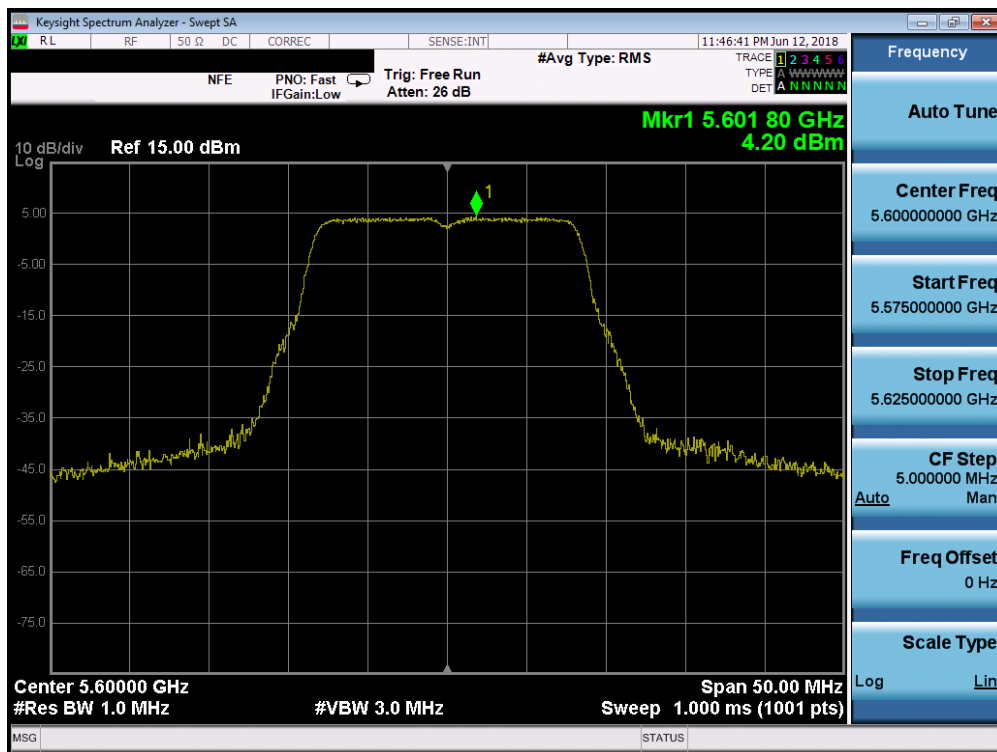 Keysight Spectrum Analyzer - Swept SA
LXI RL RF 50 Ω DC CORREC SENSE:INT 11:46:41 PM Jun 12, 2018
#Avg Type: RMS TRACE 1 2 3 4 5 6
NFE PNO: Fast Trig: Free Run TYPE A WWWWW
IFGain:Low Atten: 26 dB DET A N N N N N
Mkr1 5.601 80 GHz
4.20 dBm
10 dB/div Ref 15.00 dBm
Log
1
5.00
-5.00
-15.0
-25.0
-35.0
-45.0
-55.0
-65.0
-75.0
Center 5.60000 GHz Span 50.00 MHz
#Res BW 1.0 MHz #VBW 3.0 MHz Sweep 1.000 ms (1001 pts)
MSG STATUS
Frequency
Auto Tune
Center Freq
5.600000000 GHz
Start Freq
5.575000000 GHz
Stop Freq
5.625000000 GHz
CF Step
5.000000 MHz
Auto Man
Freq Offset
0 Hz
Scale Type
Log Lin